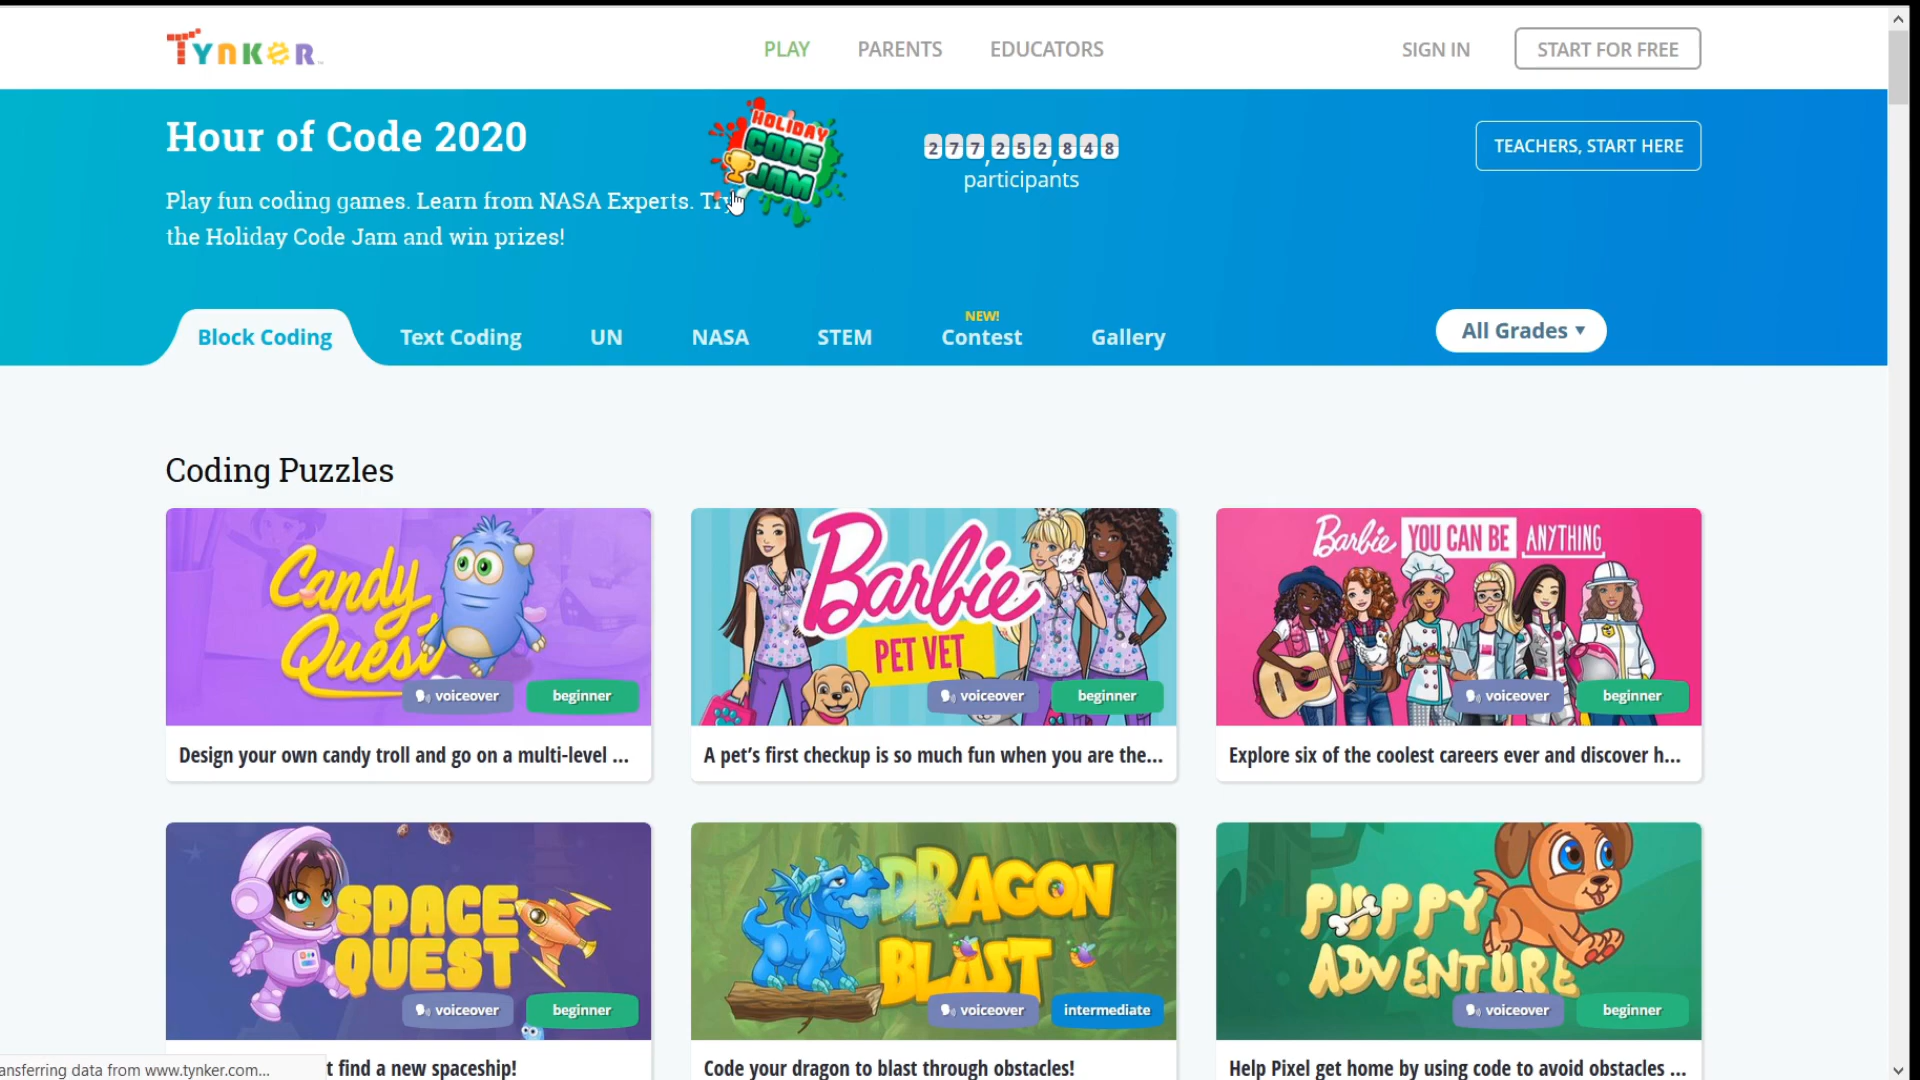 TYNKER
PLAY
PARENTS
EDUCATORS
SIGN IN
START FOR FREE
Hour of Code 2020
Play fun coding games. Learn from NASA Experts. Try
the Holiday Code Jam and win prizes!
HOLIDAY
CODE
JAM
277,252,848
participants
TEACHERS, START HERE
Block Coding
Text Coding
UN
NASA
STEM
NEW!
Contest
Gallery
All Grades
Coding Puzzles
Candy
Quest
voiceover
beginner
Design your own candy troll and go on a multi-level ...
Barbie
PET VET
voiceover
beginner
A pet's first checkup is so much fun when you are the...
Barbie YOU CAN BE ANYTHING
voiceover
beginner
Explore six of the coolest careers ever and discover h...
SPACE
QUEST
voiceover
beginner
t find a new spaceship!
DRAGON
BLAST
voiceover
intermediate
Code your dragon to blast through obstacles!
PUPPY
ADVENTURE
voiceover
beginner
Help Pixel get home by using code to avoid obstacles ...
ansferring data from www.tynker.com...